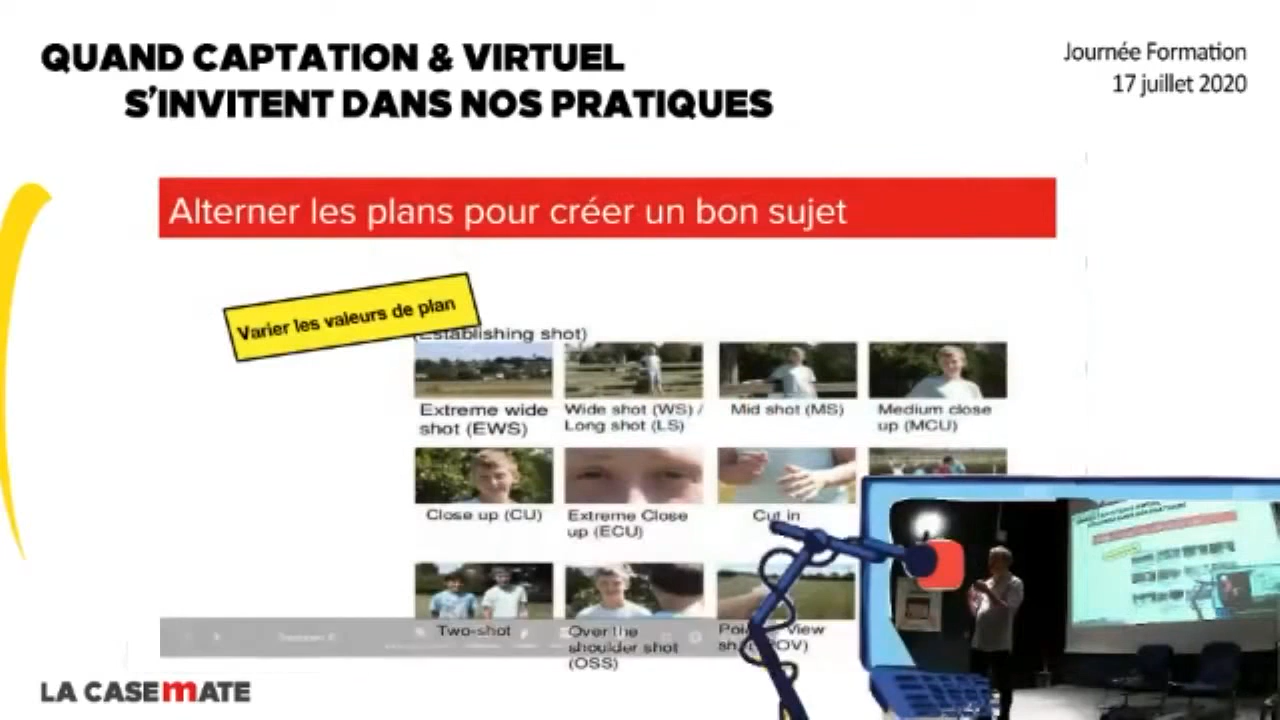 QUAND CAPTATION & VIRTUEL
S'INVITENT DANS NOS PRATIQUES
Journée Formation
17 juillet 2020
Alterner les plans pour créer un bon sujet
Varier les valeurs de plan
Establishing shot)
Extreme wide
shot (EWS)
Wide shot (WS) /
Long shot (LS)
Mid shot (MS)
Medium close
up (MCU)
Close up (CU)
Extreme Close
up (ECU)
Cut in
Two-shot
Over the
shoulder shot
(OSS)
View
LA CASEMATE